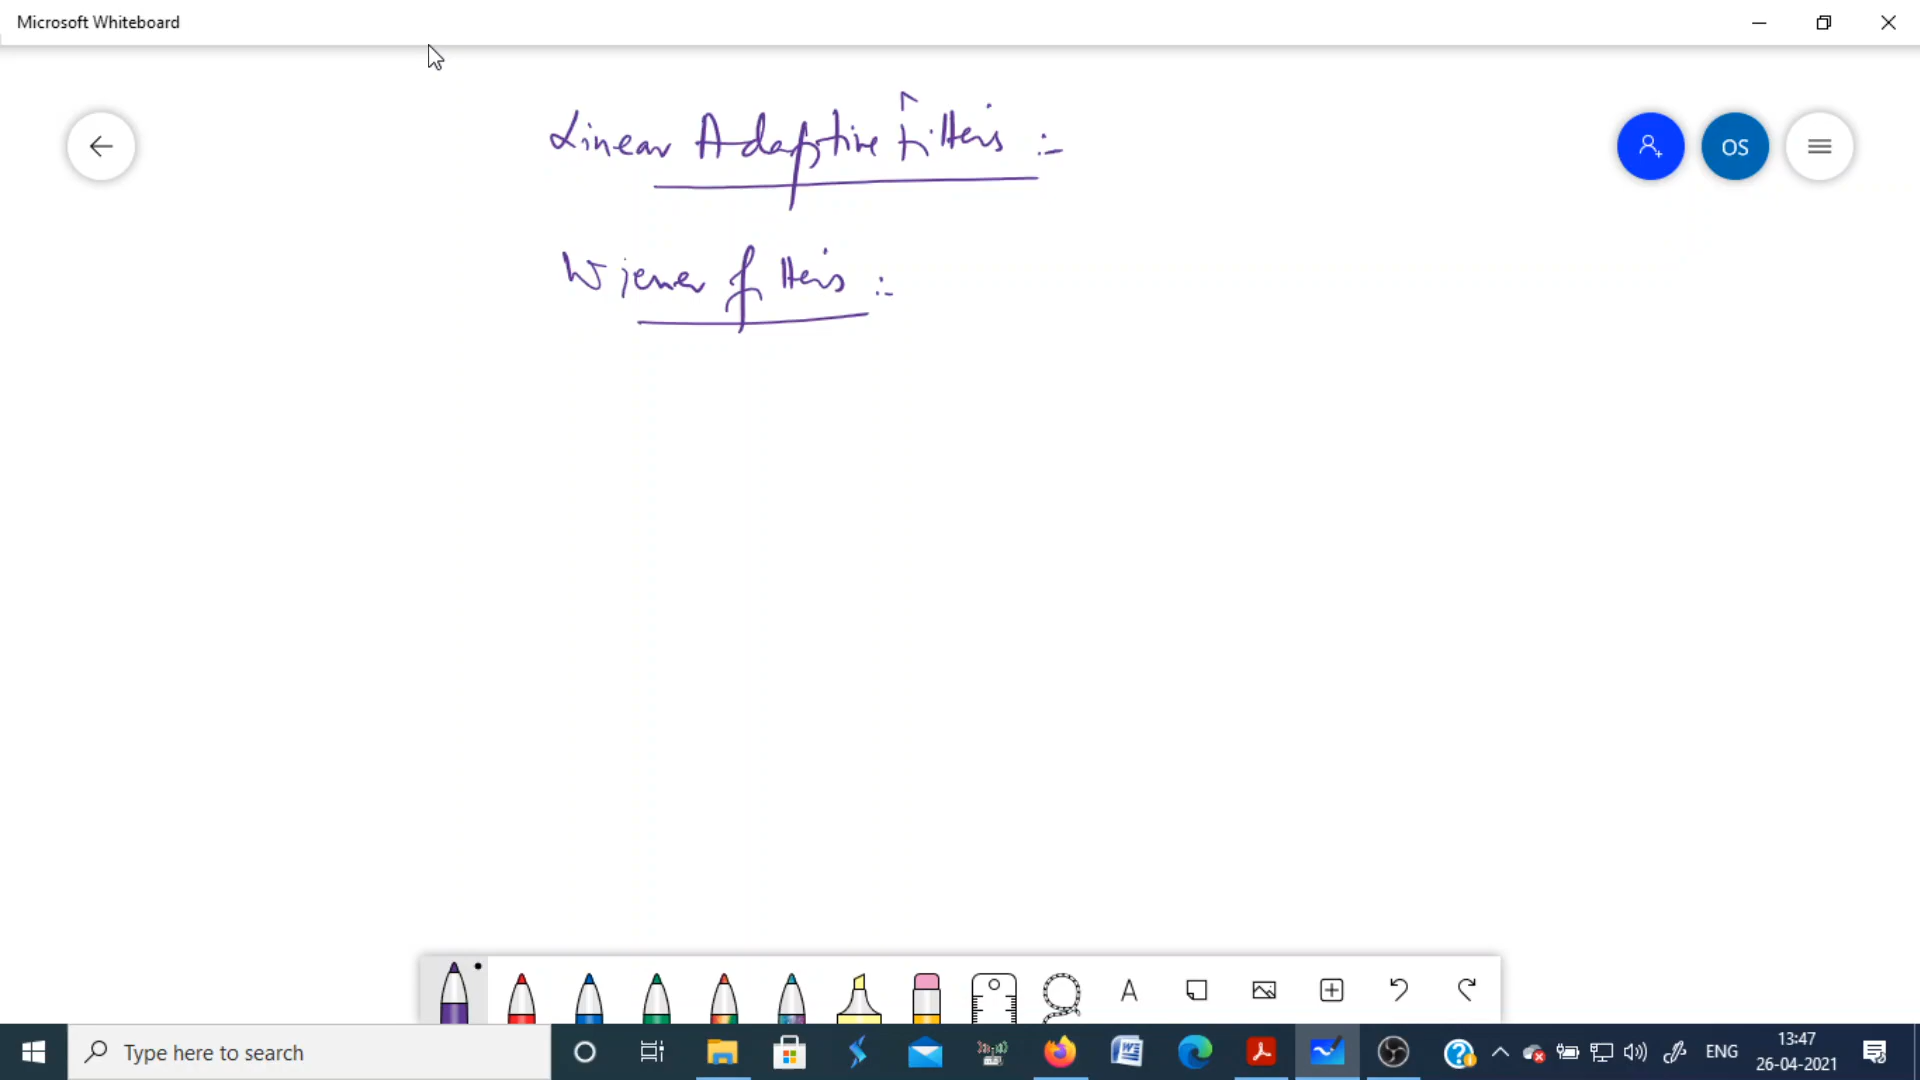 Microsoft Whiteboard
Linear Adaptive Filters :-
OS
Wiener filters :-
A
Type here to search
ENG
13:47
26-04-2021